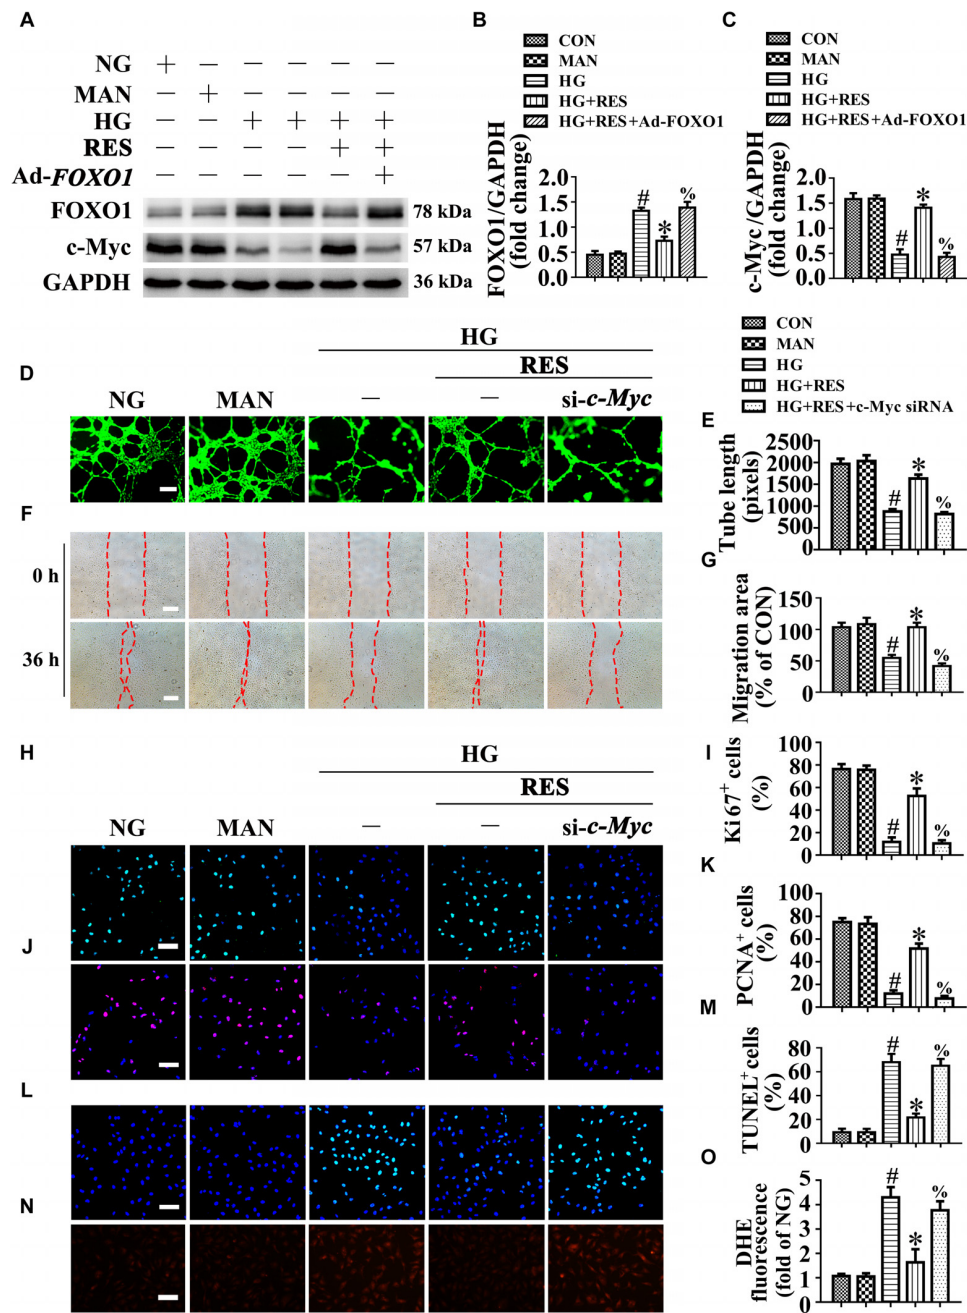 A
NG + − − − − −
MAN − + − − − −
HG − − + + + +
RES − − − − + +
Ad-FOXO1 − − − − − +
FOXO1 78 kDa
c-Myc 57 kDa
GAPDH 36 kDa
B
CON
MAN
HG
HG+RES
HG+RES+Ad-FOXO1
FOXO1/GAPDH
(fold change)
2.0
1.5
1.0
0.5
0.0
# * %
C
CON
MAN
HG
HG+RES
HG+RES+Ad-FOXO1
c-Myc/GAPDH
(fold change)
2.0
1.5
1.0
0.5
0.0
# * %
HG
RES
D
NG MAN − − si-c-Myc
CON
MAN
HG
HG+RES
HG+RES+c-Myc siRNA
E
Tube length
(pixels)
2500
2000
1500
1000
500
0
# * %
F
0 h
36 h
G
Migration area
(% of CON)
150
100
50
0
# * %
H
HG
RES
NG MAN − − si-c-Myc
I
Ki 67+ cells
(%)
100
80
60
40
20
0
# * %
J
K
PCNA+ cells
(%)
100
80
60
40
20
0
# * %
L
M
TUNEL+ cells
(%)
80
60
40
20
0
# * %
N
O
DHE
fluorescence
(fold of NG)
5
4
3
2
1
0
# * %